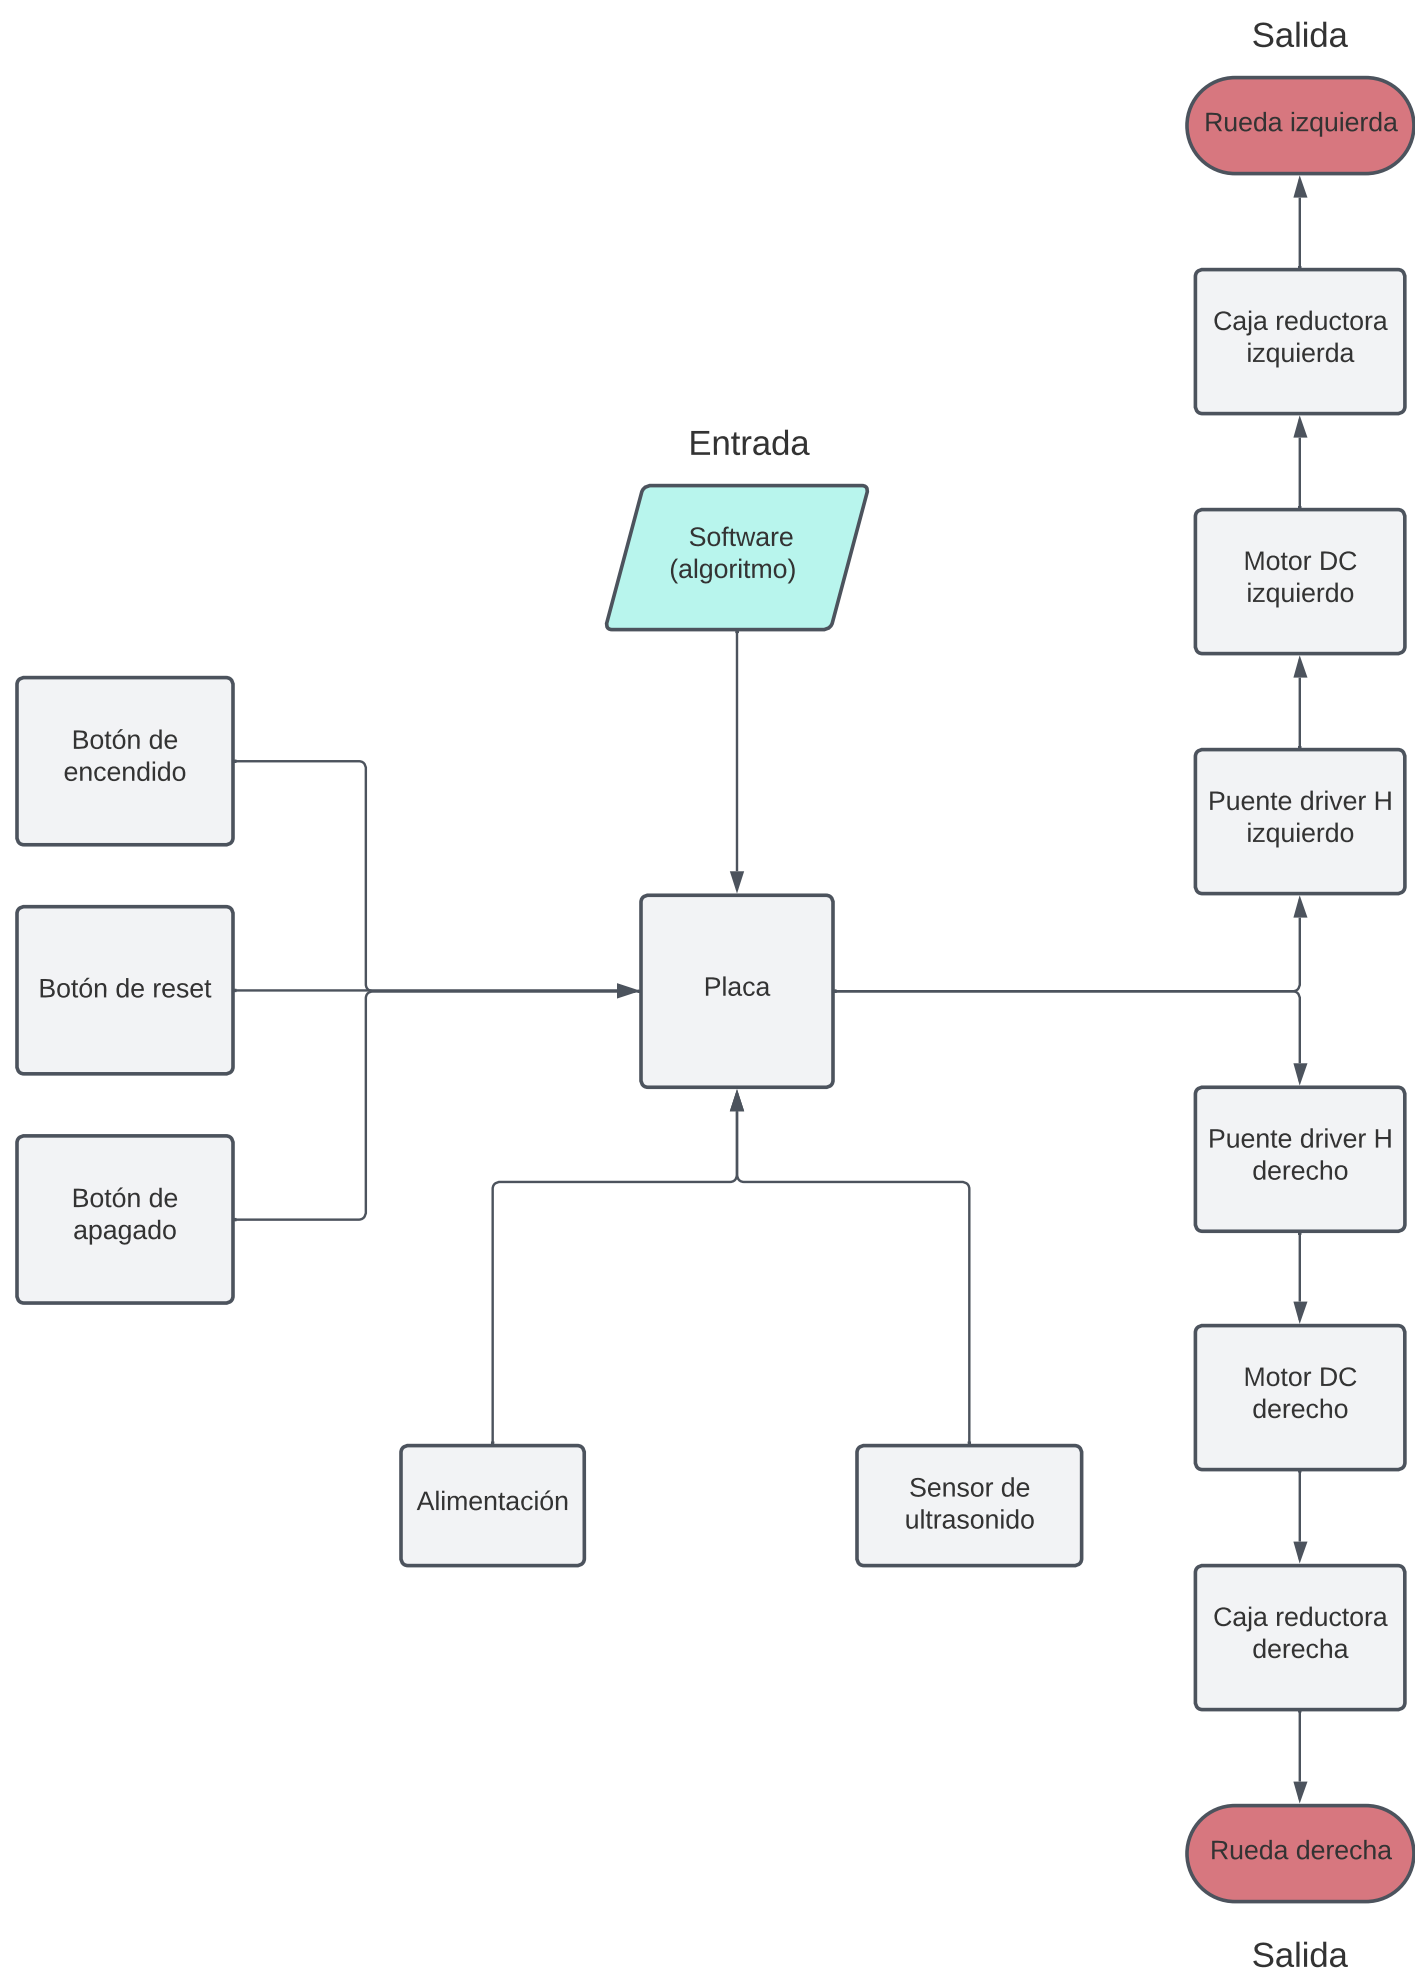 Salida
Rueda izquierda
Caja reductora
izquierda
Entrada
Software
(algoritmo)
Motor DC
izquierdo
Botón de
encendido
Puente driver H
izquierdo
Botón de reset
Placa
Puente driver H
derecho
Botón de
apagado
Motor DC
derecho
Alimentación
Sensor de
ultrasonido
Caja reductora
derecha
Rueda derecha
Salida